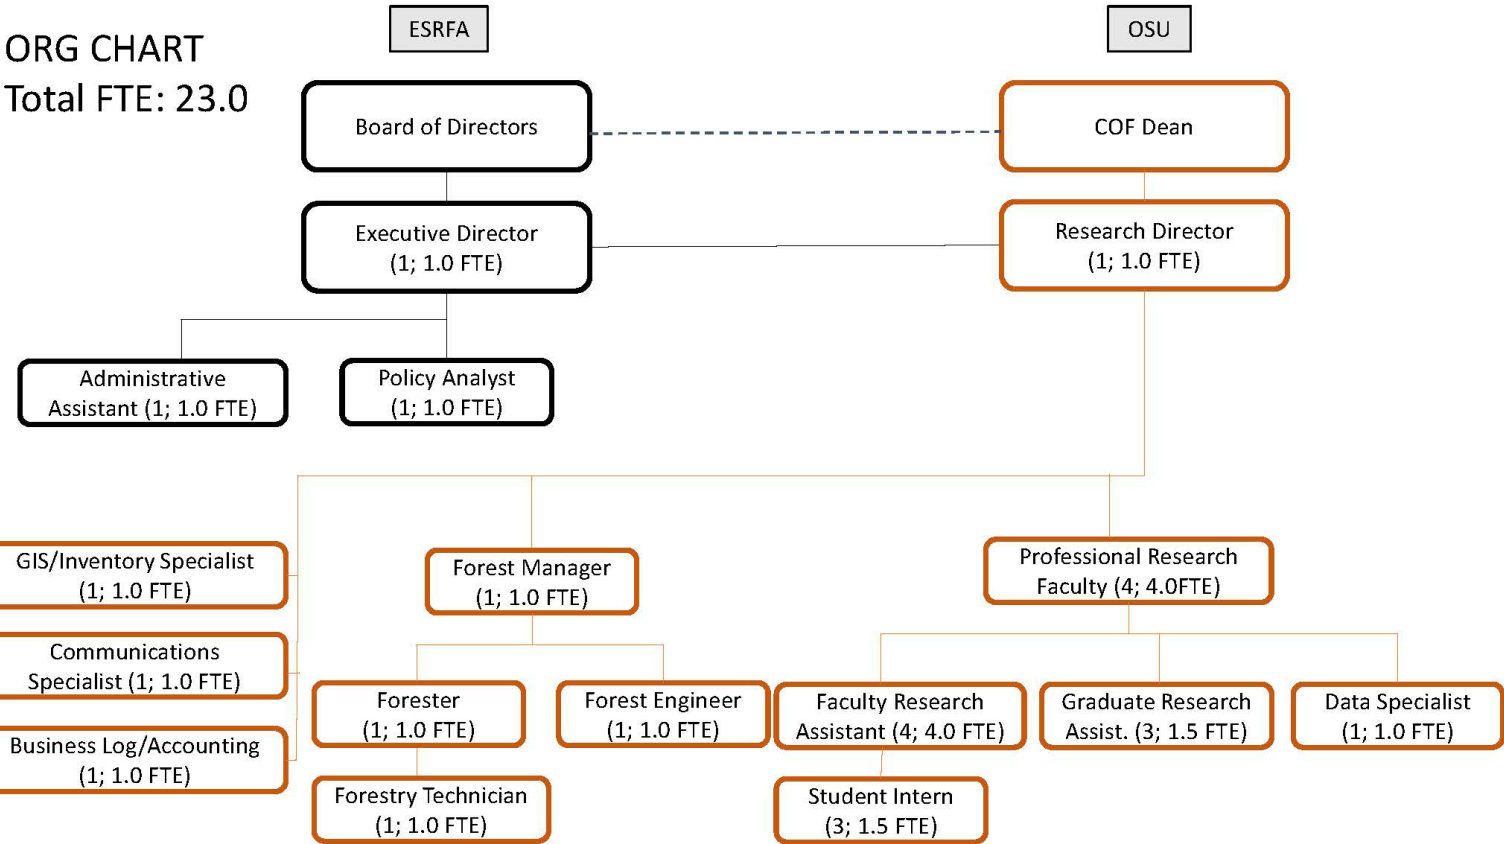 ORG CHART
Total FTE: 23.0
ESRFA
OSU
Board of Directors
COF Dean
Executive Director
(1; 1.0 FTE)
Research Director
(1; 1.0 FTE)
Administrative
Assistant (1; 1.0 FTE)
Policy Analyst
(1; 1.0 FTE)
GIS/Inventory Specialist
(1; 1.0 FTE)
Communications
Specialist (1; 1.0 FTE)
Business Log/Accounting
(1; 1.0 FTE)
Forest Manager
(1; 1.0 FTE)
Forester
(1; 1.0 FTE)
Forest Engineer
(1; 1.0 FTE)
Forestry Technician
(1; 1.0 FTE)
Professional Research
Faculty (4; 4.0FTE)
Faculty Research
Assistant (4; 4.0 FTE)
Graduate Research
Assist. (3; 1.5 FTE)
Data Specialist
(1; 1.0 FTE)
Student Intern
(3; 1.5 FTE)